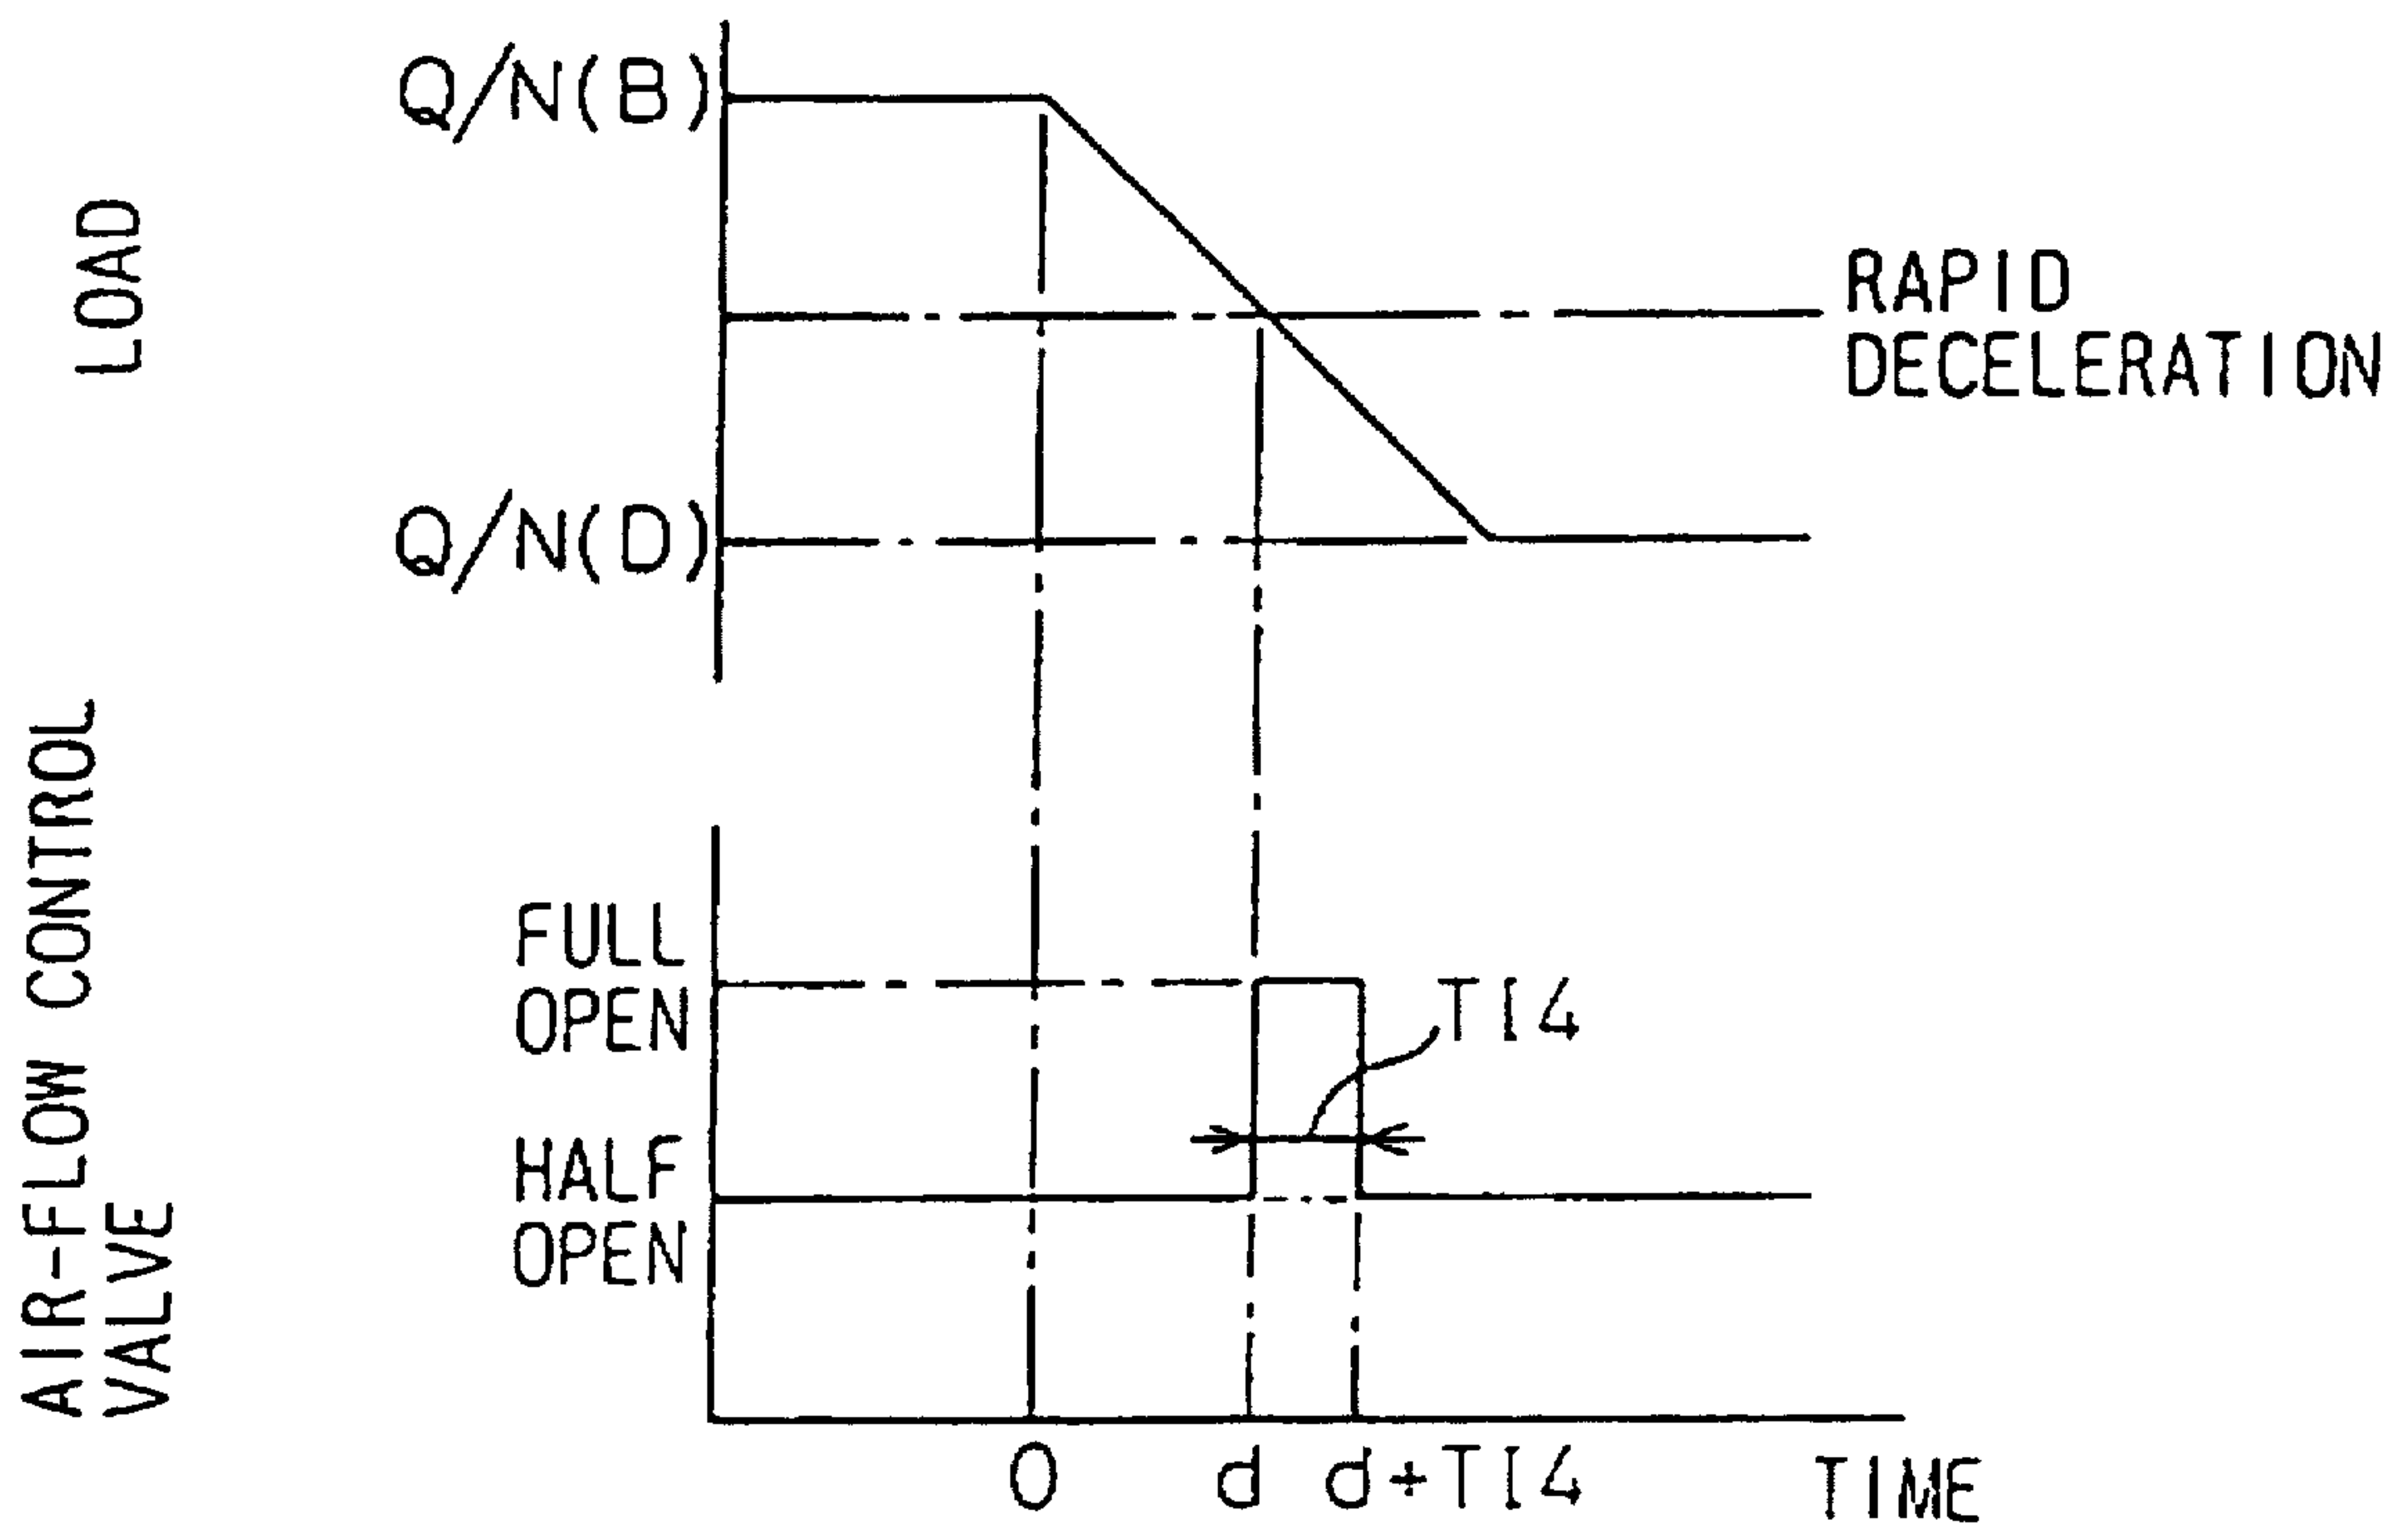 LOAD
Q/N(B)
RAPID
DECELERATION
Q/N(D)
AIR-FLOW CONTROL
VALVE
FULL
OPEN
TI4
HALF
OPEN
0
d
d+TI4
TIME